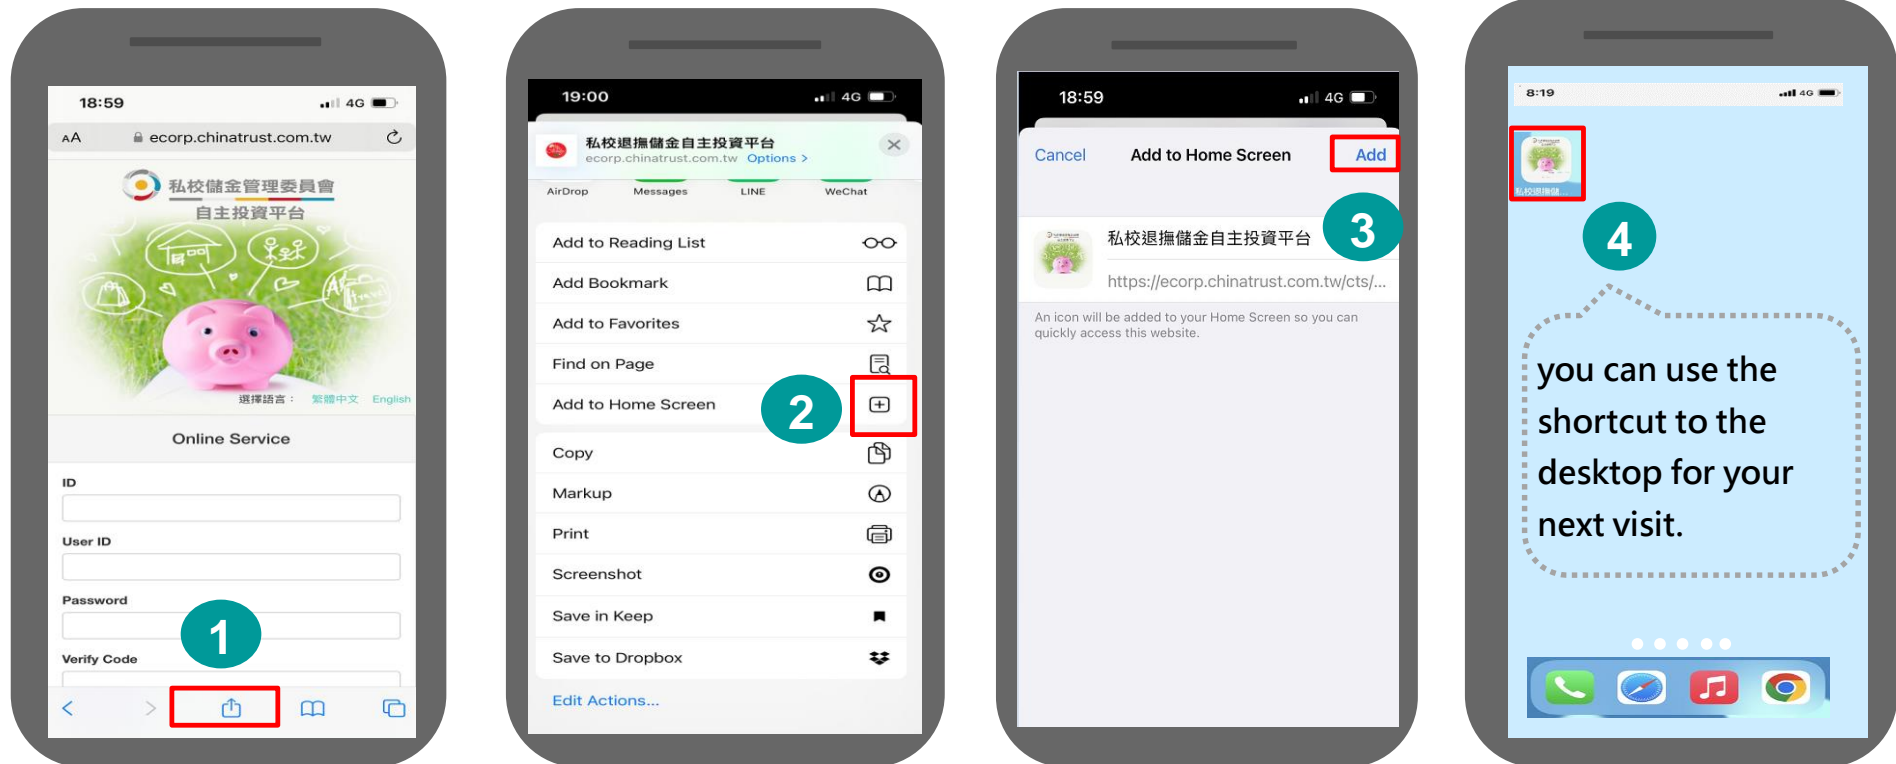 18:59
4G
AA
ecorp.chinatrust.com.tw
私校儲金管理委員會
自主投資平台
Travel
選擇語言： 繁體中文 English
Online Service
ID
User ID
Password
1
Verify Code
19:00
4G
私校退撫儲金自主投資平台
ecorp.chinatrust.com.tw Options >
AirDrop Messages LINE WeChat
Add to Reading List
Add Bookmark
Add to Favorites
Find on Page
Add to Home Screen
2
Copy
Markup
Print
Screenshot
Save in Keep
Save to Dropbox
Edit Actions...
18:59
4G
Cancel Add to Home Screen Add
3
私校退撫儲金自主投資平台
https://ecorp.chinatrust.com.tw/cts/...
An icon will be added to your Home Screen so you can
quickly access this website.
8:19
4G
私校退撫儲...
4
you can use the
shortcut to the
desktop for your
next visit.